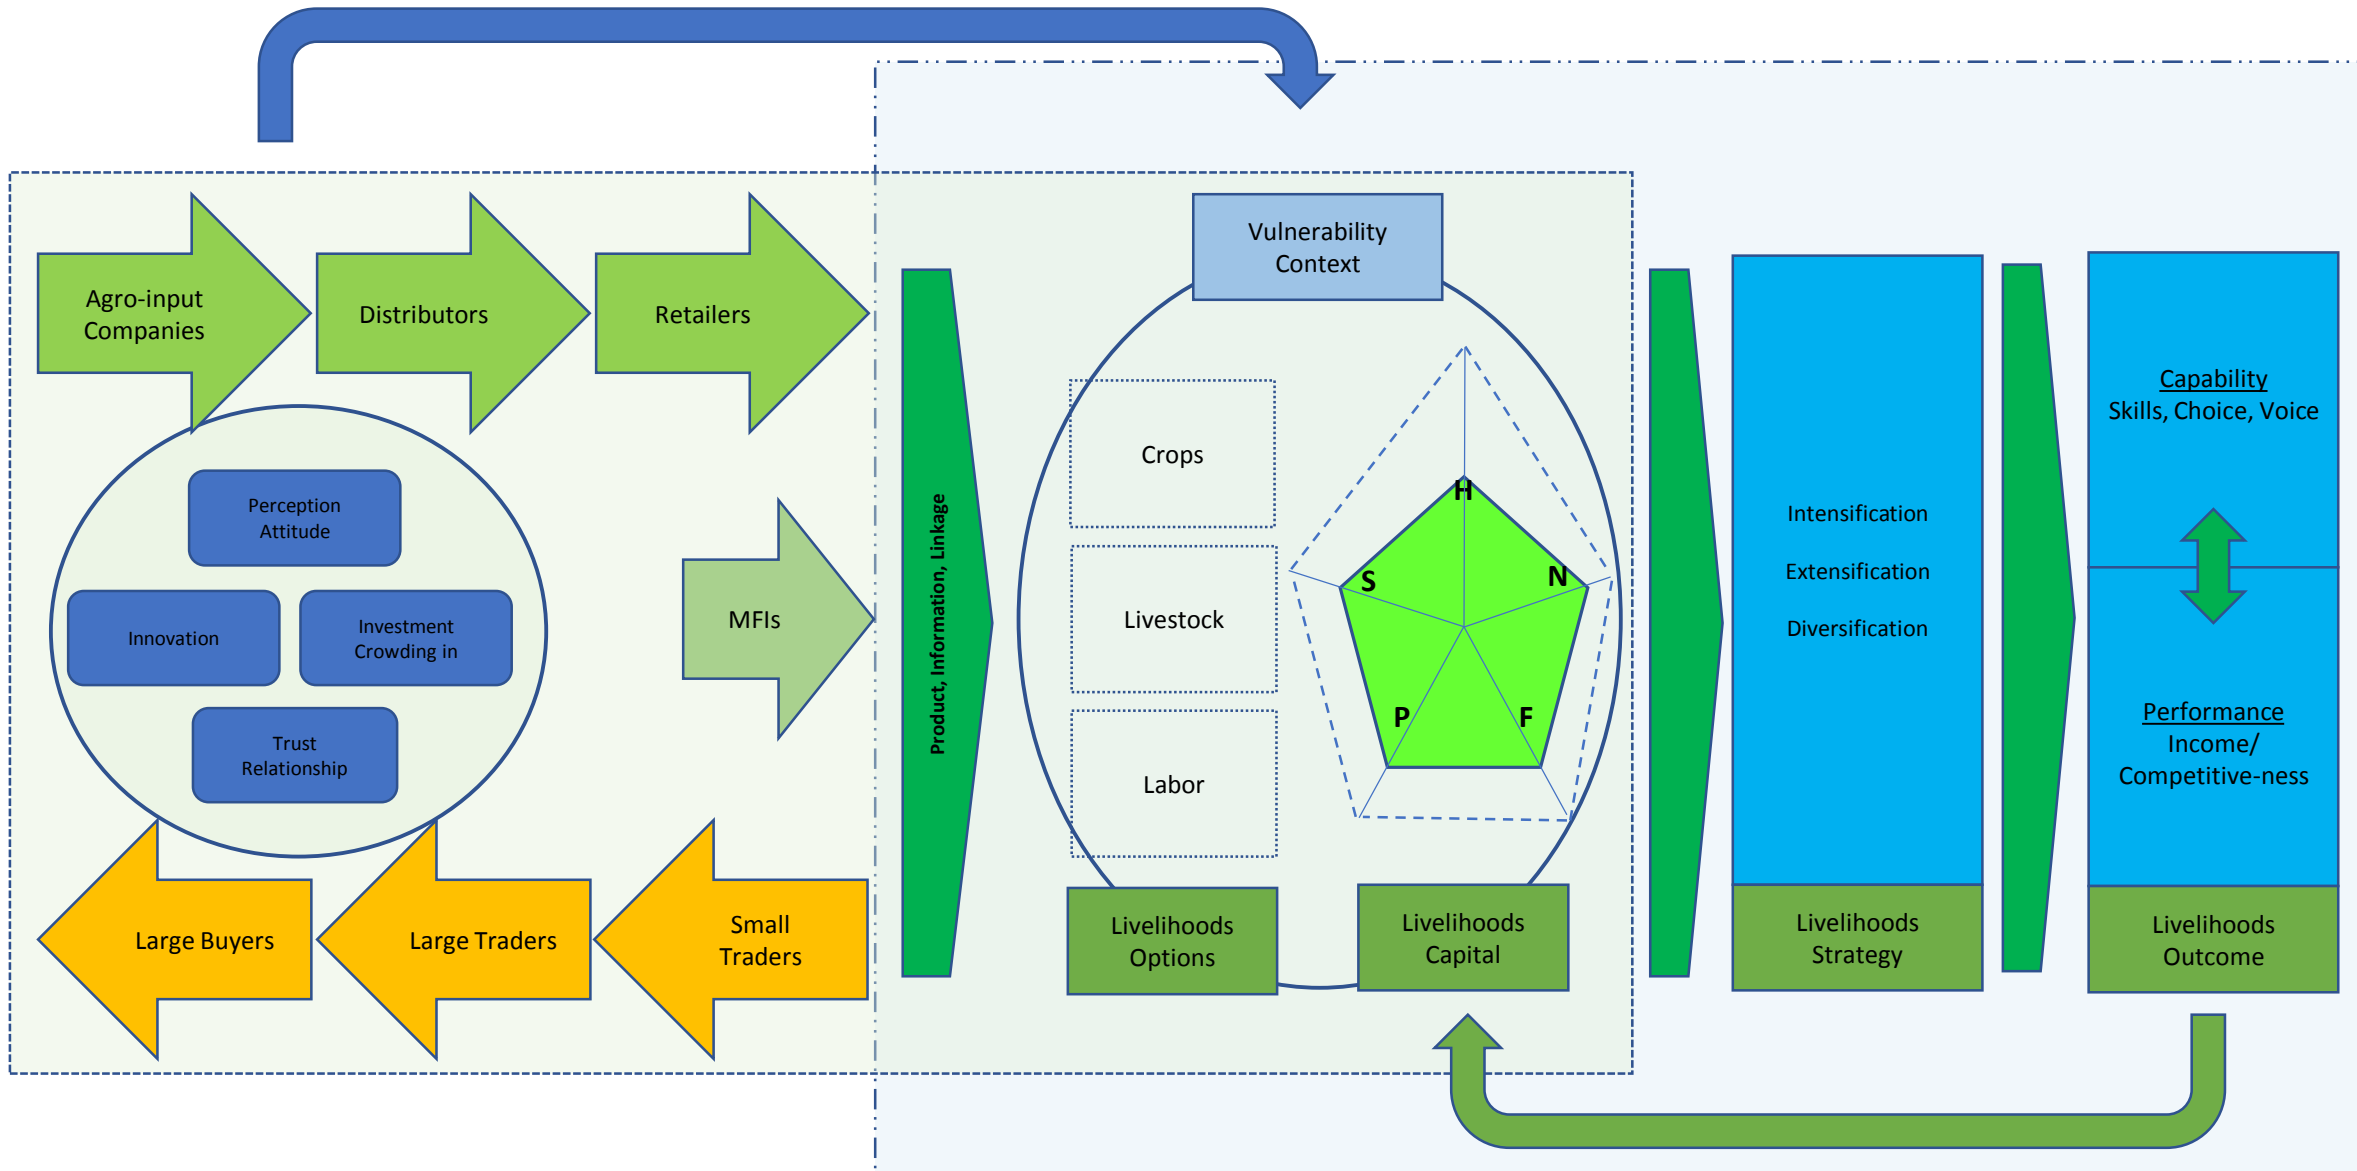 Agro-input
Companies
Distributors
Retailers
Perception
Attitude
Innovation
Investment
Crowding in
Trust
Relationship
MFIs
Large Buyers
Large Traders
Small
Traders
Product, Information, Linkage
Vulnerability
Context
Crops
Livestock
Labor
H
S
N
P
F
Livelihoods
Options
Livelihoods
Capital
Intensification
Extensification
Diversification
Livelihoods
Strategy
Capability
Skills, Choice, Voice
Performance
Income/
Competitive-ness
Livelihoods
Outcome